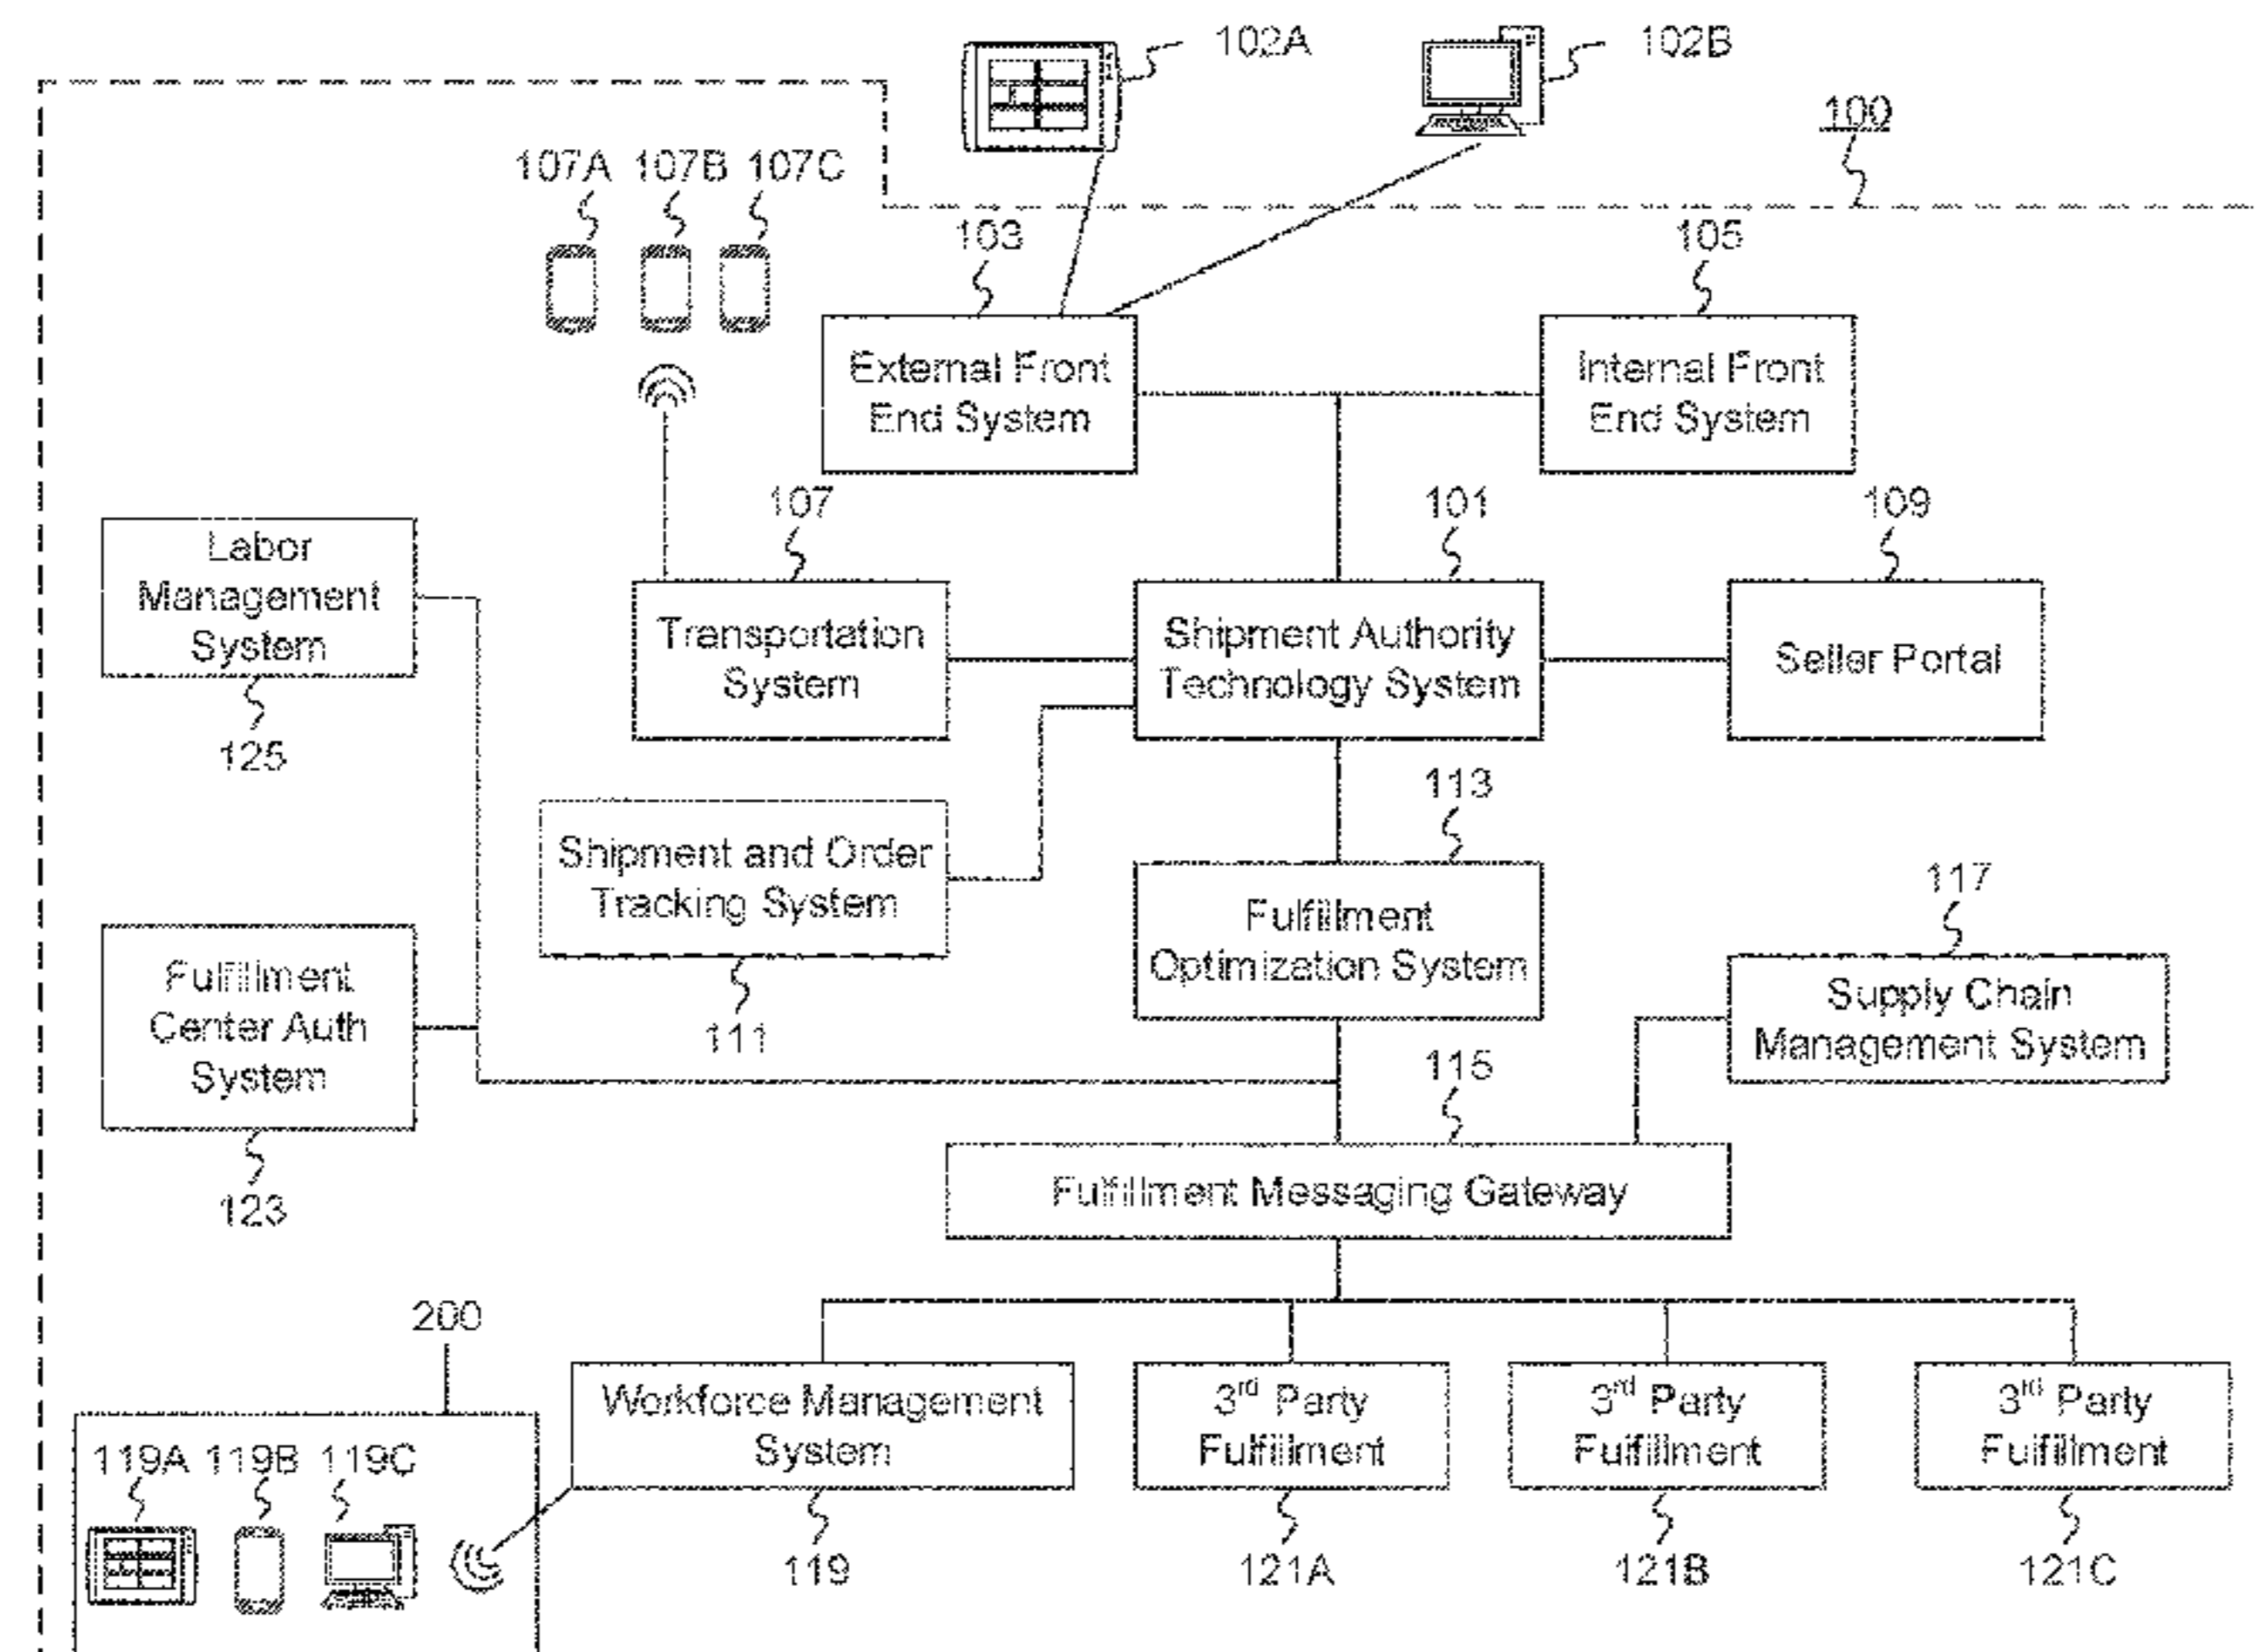 102A
102B
100
107A 107B 107C
103
105
External Front
End System
Internal Front
End System
107
101
109
Labor
Management
System
Transportation
System
Shipment Authority
Technology System
Seller Portal
125
113
Shipment and Order
Tracking System
117
Fulfillment
Optimization System
Fulfillment
Center Auth
System
Supply Chain
Management System
111
115
Fulfillment Messaging Gateway
123
200
Workforce Management
System
3rd Party
Fulfillment
3rd Party
Fulfillment
3rd Party
Fulfillment
119A 119B 119C
119
121A
121B
121C